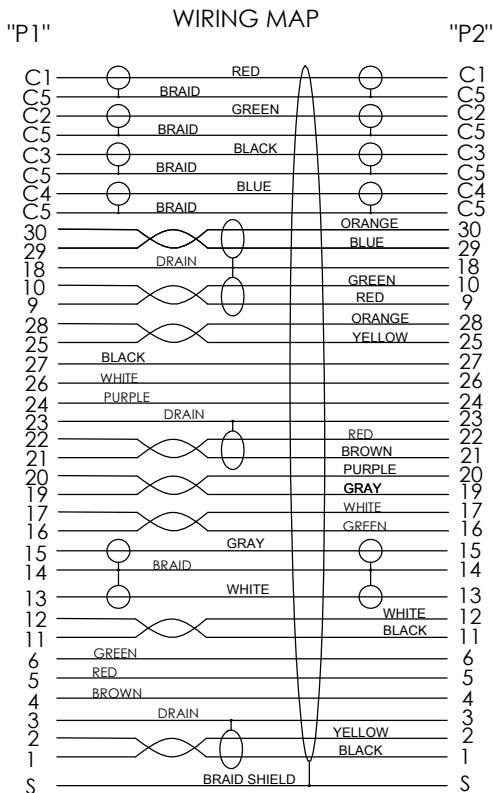 WIRING MAP
"P1" "P2"
C1 RED C1
C5 BRAID C5
C2 GREEN C2
C5 BRAID C5
C3 BLACK C3
C5 BRAID C5
C4 BLUE C4
C5 BRAID C5
30 ORANGE 30
29 BLUE 29
18 DRAIN 18
10 GREEN 10
9 RED 9
28 ORANGE 28
25 YELLOW 25
27 BLACK 27
26 WHITE 26
24 PURPLE 24
23 DRAIN 23
22 RED 22
21 BROWN 21
20 PURPLE 20
19 GRAY 19
17 WHITE 17
16 GREEN 16
15 GRAY 15
14 BRAID 14
13 WHITE 13
12 WHITE 12
11 BLACK 11
6 GREEN 6
5 RED 5
4 BROWN 4
3 DRAIN 3
2 YELLOW 2
1 BLACK 1
S BRAID SHIELD S